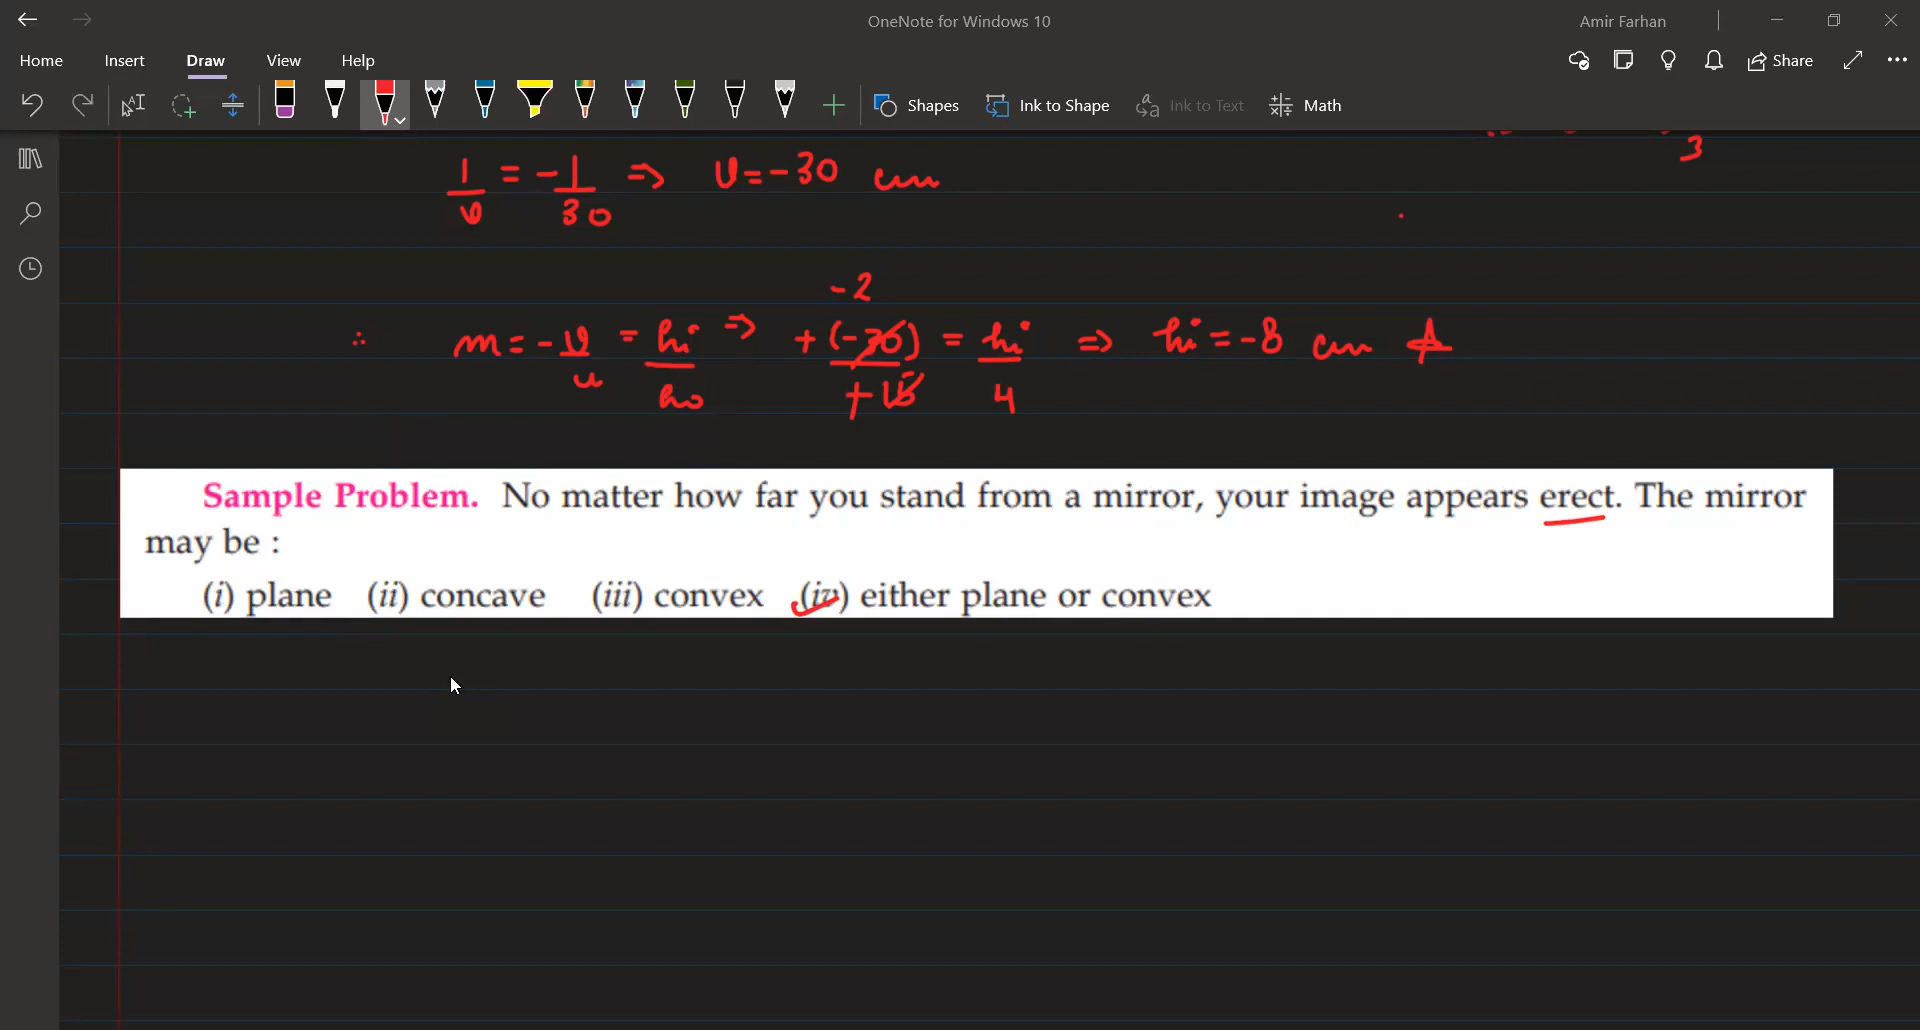 OneNote for Windows 10
Amir Farhan
Home Insert Draw View Help
Share
Shapes Ink to Shape Ink to Text Math
3
1/v = -1/30 ⇒ v = -30 cm
-2
∴ m = -v/u = hi/ho ⇒ +(-30)/+15 = hi/4 ⇒ hi = -8 cm
Sample Problem. No matter how far you stand from a mirror, your image appears erect. The mirror
may be :
(i) plane (ii) concave (iii) convex (iv) either plane or convex